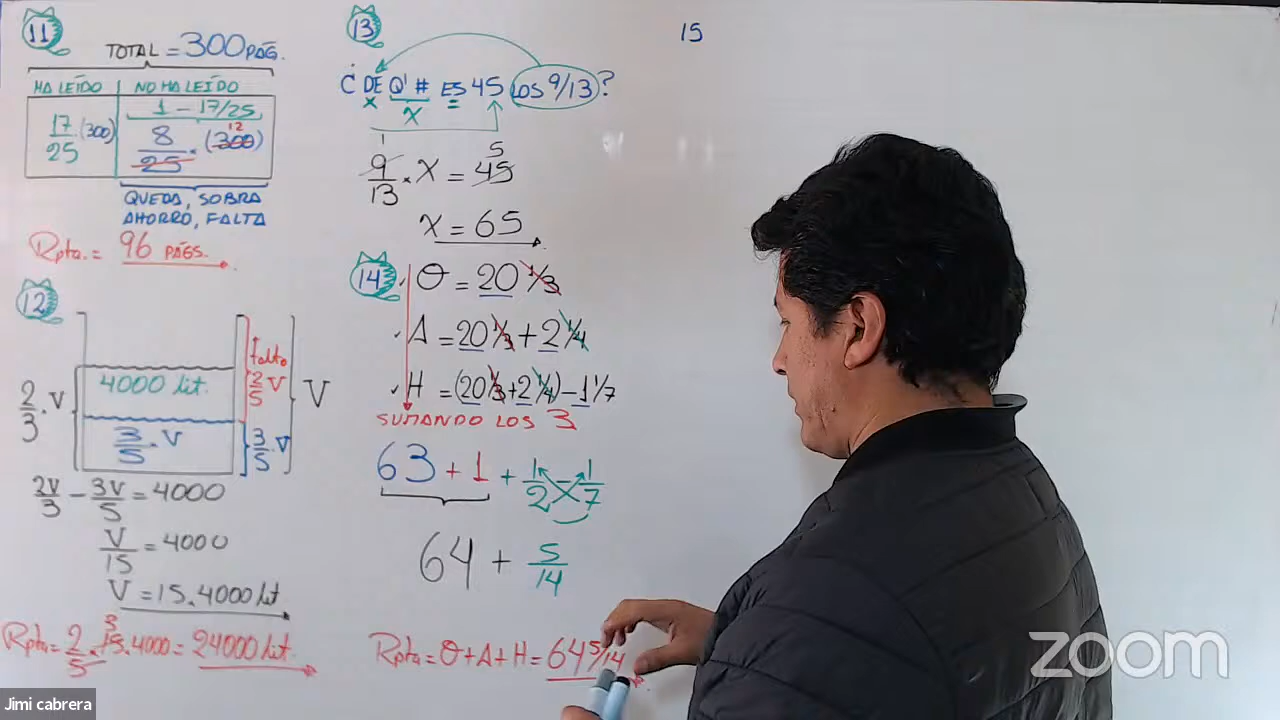 11
TOTAL = 300 PÁG.
HA LEÍDO NO HA LEÍDO
1 - 17/25
17/25 · (300) 8/25 · (300) 12
QUEDA, SOBRA
AHORRO, FALTA
Rpta. = 96 PÁGS.
12
falta
2/5 V
4000 lit.
2/3 · V
V
3/5 · V
3/5 · V
2V/3 - 3V/5 = 4000
V/15 = 4000
V = 15.4000 lit
Rpta = 2/5 · 15.4000 = 24000 lit.
3
13
¿ DE Q' # ES 45 LOS 9/13 ?
x x
9/13 · x = 45
1 5
x = 65
14
O = 20 1/3
A = 20 1/3 + 2 1/4
H = (20 1/3 + 2 1/4) - 1 1/7
SUMANDO LOS 3
63 + 1 + 1/2 - 1/7
64 + 5/14
Rpta = O + A + H = 64 5/14
15
zoom
Jimi cabrera